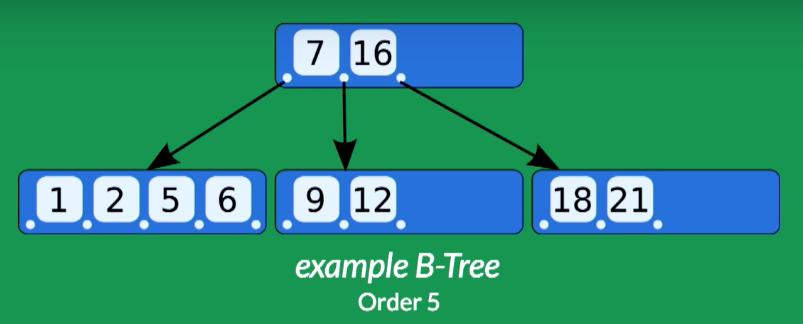 7 16
1 2 5 6 9 12 18 21
example B-Tree
Order 5